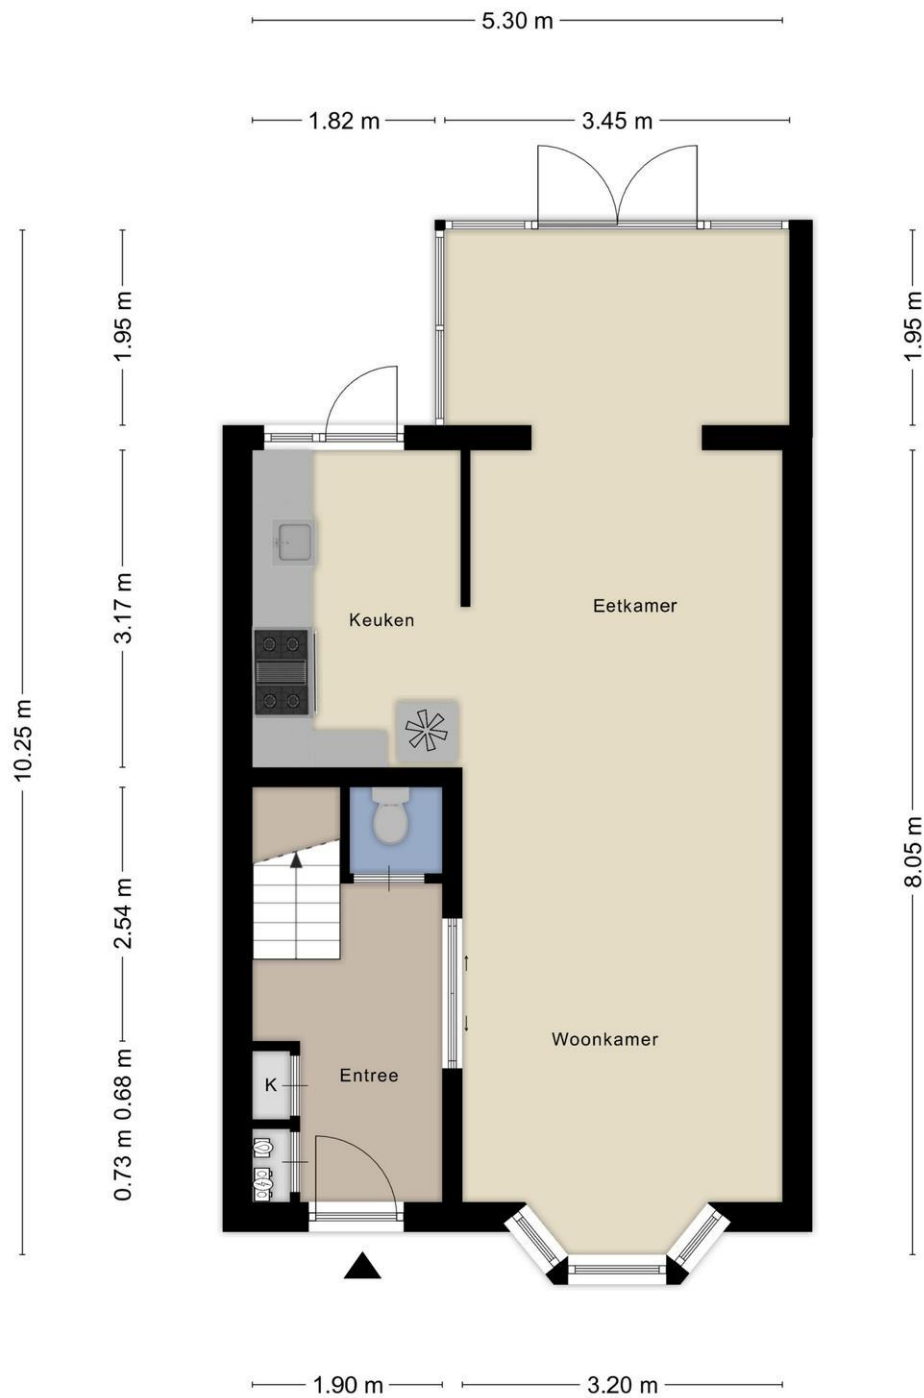 5.30 m
1.82 m
3.45 m
1.95 m
1.95 m
3.17 m
Eetkamer
Keuken
10.25 m
8.05 m
2.54 m
Woonkamer
Entree
K
0.68 m
0.73 m
1.90 m
3.20 m